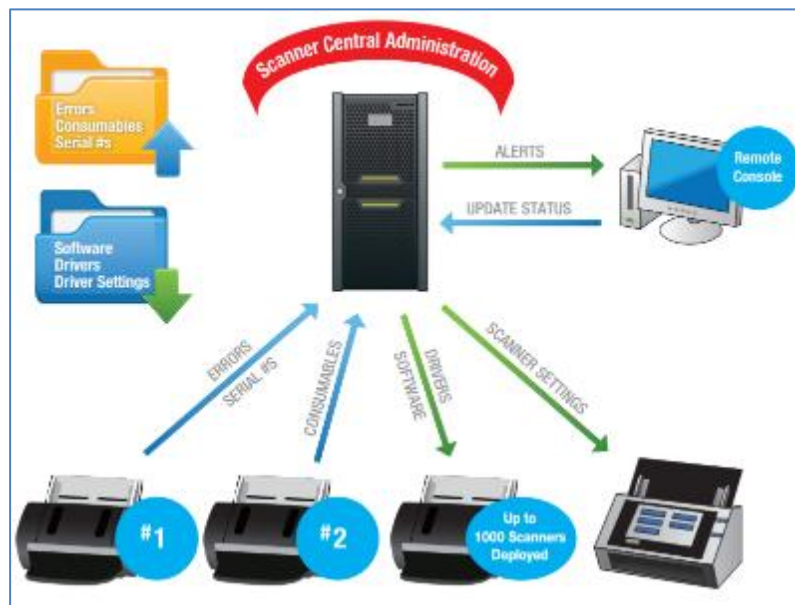 Scanner Central Administration
Errors
Consumables
Serial #s
Software
Drivers
Driver Settings
ALERTS
UPDATE STATUS
Remote
Console
ERRORS
SERIAL #S
CONSUMABLES
DRIVERS
SOFTWARE
SCANNER SETTINGS
#1
#2
Up to
1000 Scanners
Deployed